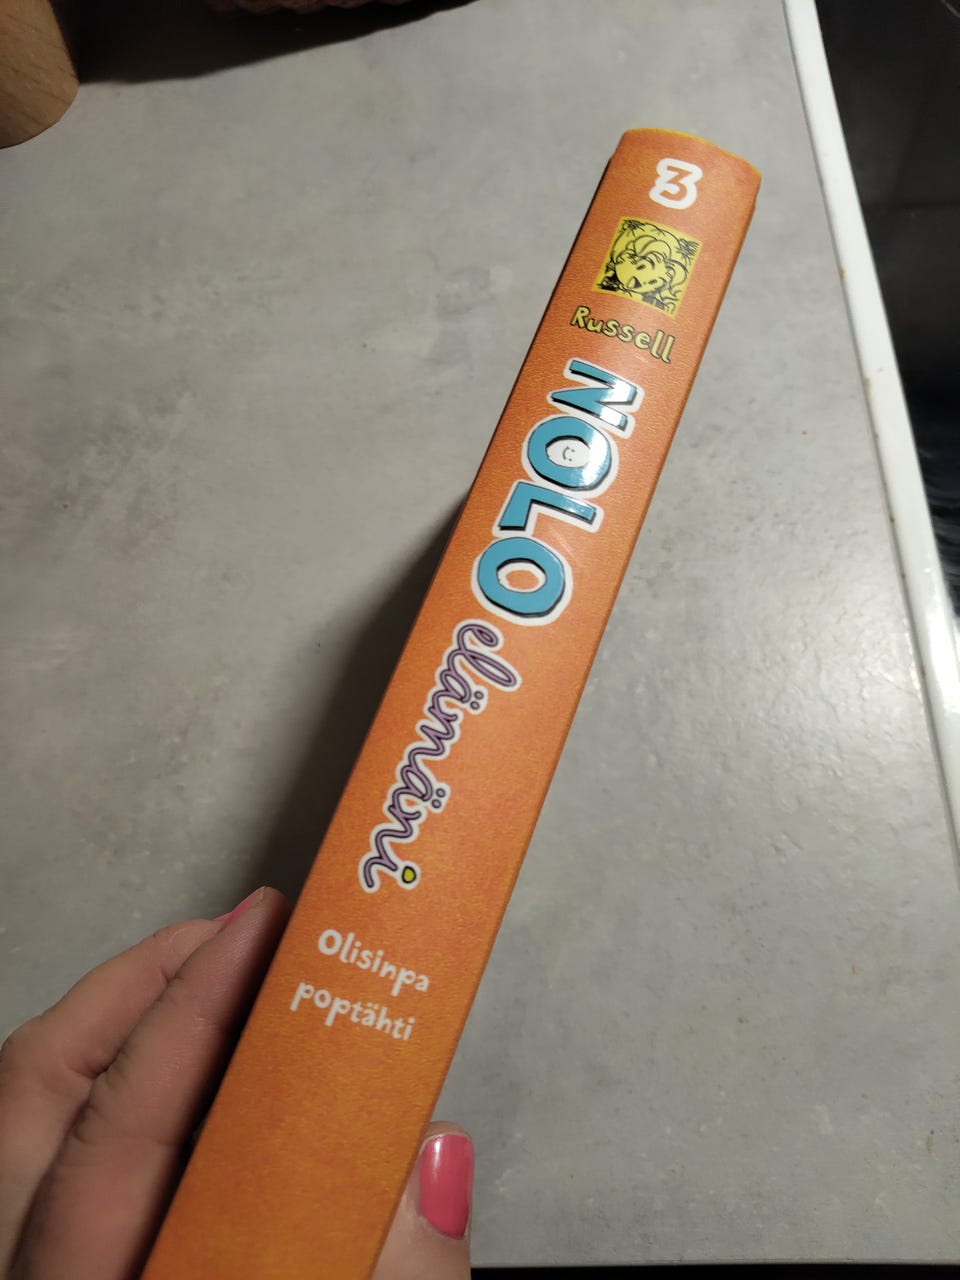 3
Russell
NOLO
elämäni
Olisinpa
poptähti